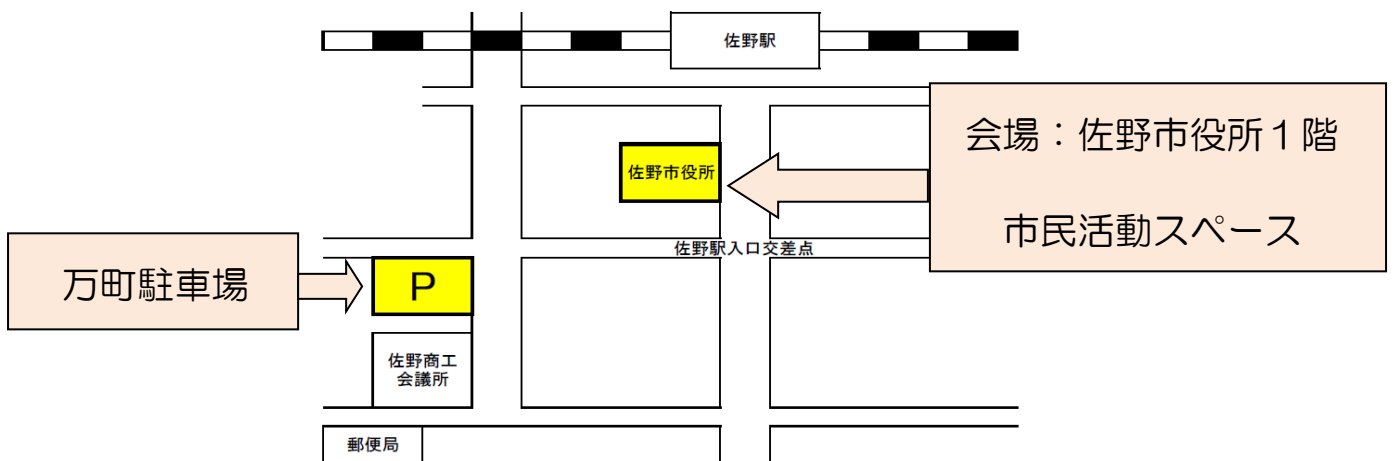 佐野駅
会場：佐野市役所１階
市民活動スペース
佐野市役所
佐野駅入口交差点
万町駐車場
P
佐野商工
会議所
郵便局